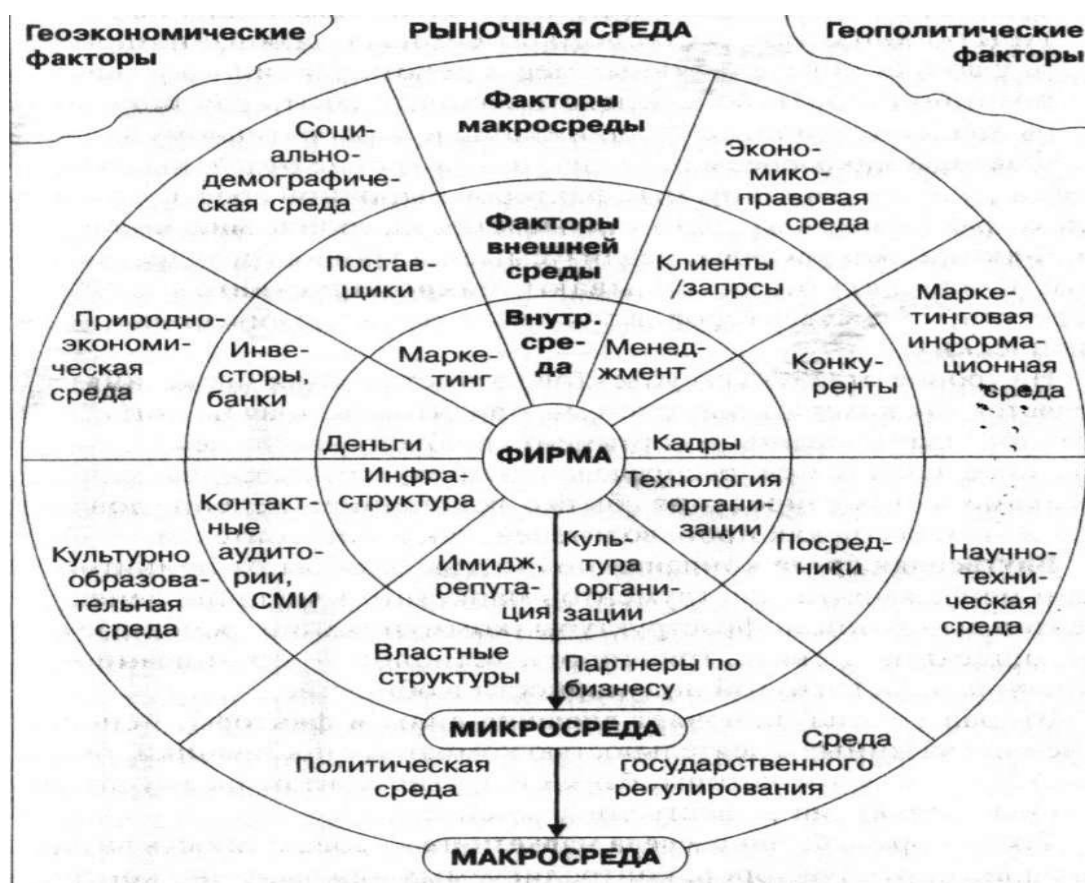 Геоэкономические
факторы
РЫНОЧНАЯ СРЕДА
Геополитические
факторы
Факторы
макросреды
Соци-
ально-
демографиче-
ская среда
Эконо-
мико-
правовая
среда
Факторы
внешней
среды
Постав-
щики
Клиенты
/запрсы
Природно-
экономи-
ческая
среда
Инве-
сторы,
банки
Марке-
тинг
Внутр-
сре-
да
Менед-
жмент
Конку-
ренты
Марке-
тинговая
информа-
ционная
среда
Деньги
ФИРМА
Кадры
Инфра-
структура
Технология
органи-
зации
Контакт-
ные
аудито-
рии,
СМИ
Культурно
образова-
тельная
среда
Имидж,
репу-
тация
Куль-
тура
органи-
зации
Посред-
ники
Научно-
техни-
ческая
среда
Властные
структуры
Партнеры по
бизнесу
МИКРОСРЕДА
Политическая
среда
Среда
государственного
регулирования
МАКРОСРЕДА